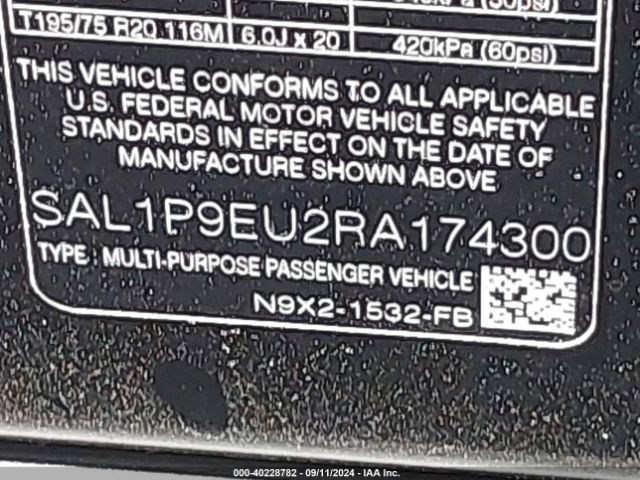 (50psi)
T195/75 R20 116M 6.0J x 20 420kPa (60psi)
THIS VEHICLE CONFORMS TO ALL APPLICABLE
U.S. FEDERAL MOTOR VEHICLE SAFETY
STANDARDS IN EFFECT ON THE DATE OF
MANUFACTURE SHOWN ABOVE
SAL1P9EU2RA174300
TYPE : MULTI-PURPOSE PASSENGER VEHICLE
N9X2-1532-FB
000-40228782 - 09/11/2024 - IAA Inc.